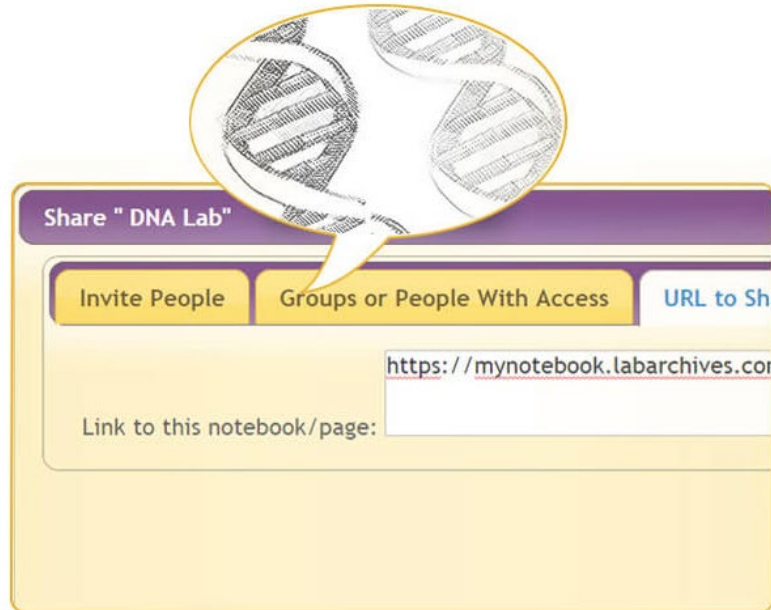 Share " DNA Lab"
Invite People
Groups or People With Access
URL to Sh
https://mynotebook.labarchives.co
Link to this notebook/page: